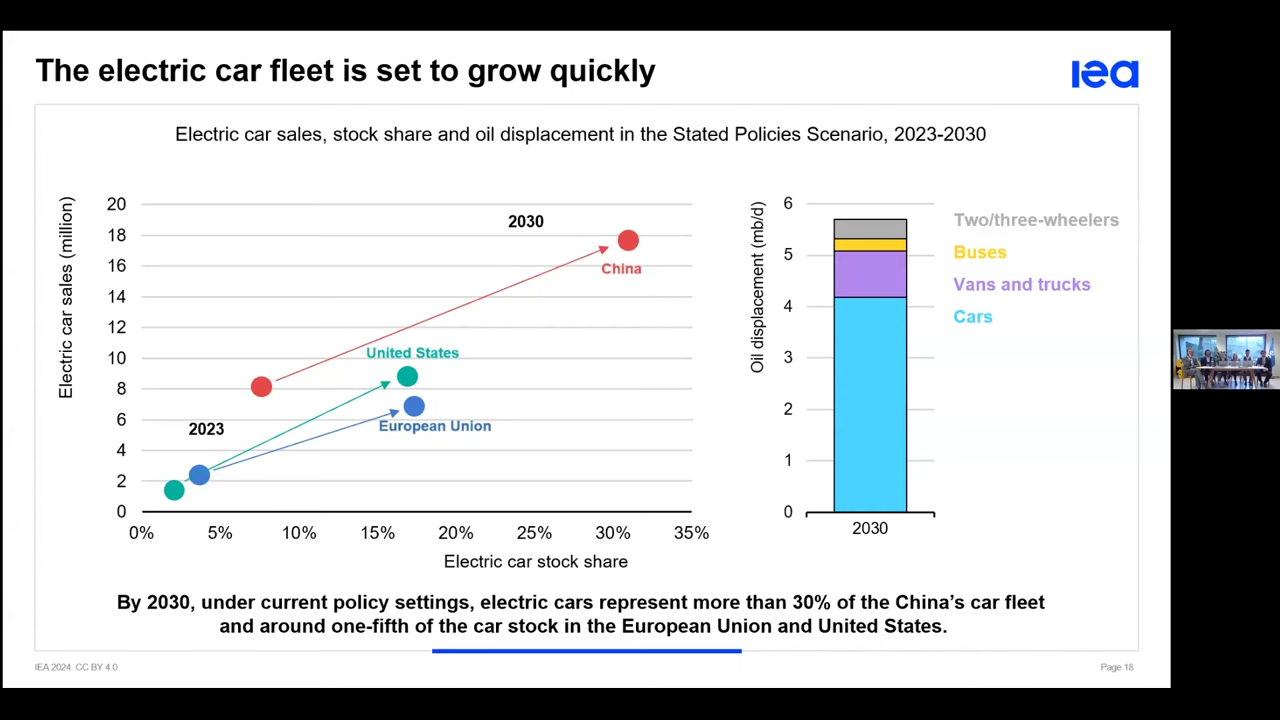 The electric car fleet is set to grow quickly
iea
Electric car sales, stock share and oil displacement in the Stated Policies Scenario, 2023-2030
Electric car sales (million)
20
18
16
14
12
10
8
6
4
2
0
2030
China
United States
European Union
2023
0%
5%
10%
15%
20%
25%
30%
35%
Electric car stock share
Oil displacement (mb/d)
6
5
4
3
2
1
0
2030
Two/three-wheelers
Buses
Vans and trucks
Cars
By 2030, under current policy settings, electric cars represent more than 30% of the China's car fleet
and around one-fifth of the car stock in the European Union and United States.
IEA 2024. CC BY 4.0.
Page 18